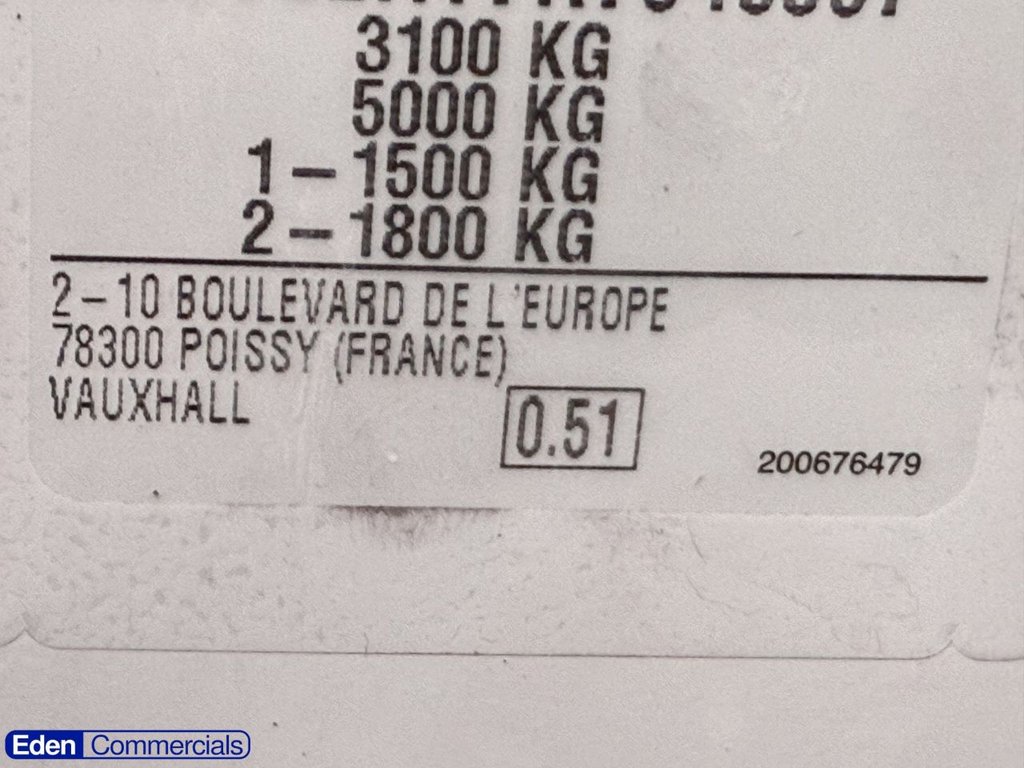 3100 KG
5000 KG
1 – 1500 KG
2 – 1800 KG
2 – 10 BOULEVARD DE L'EUROPE
78300 POISSY (FRANCE)
VAUXHALL
0.51
200676479
Eden Commercials